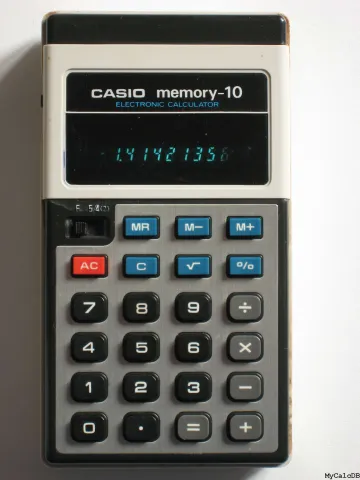 CASIO memory-10
ELECTRONIC CALCULATOR
1.41421356
MR M− M+
AC C √ %
7 8 9 ÷
4 5 6 ×
1 2 3 −
0 . = +
MyCalcDB